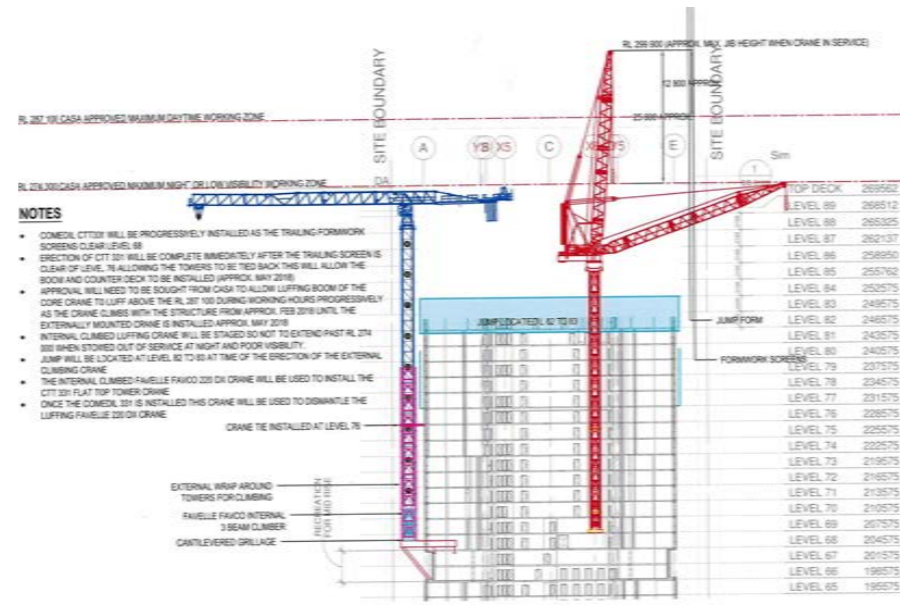 RL 299 900 (APPROX. MAX. JIB HEIGHT WHEN CRANE IN SERVICE)
SITE BOUNDARY
SITE BOUNDARY
12 900 APPROX
25 900 APPROX
RL 287 100 CASA APPROVED MAXIMUM DAYTIME WORKING ZONE
A
X5
C
E
Sim
1
DA
RL 274 300 CASA APPROVED MAXIMUM NIGHT OR LOW VISIBILITY WORKING ZONE
NOTES
• COMEDIL CTT331 WILL BE PROGRESSIVELY INSTALLED AS THE TRAILING FORMWORK
SCREENS CLEAR LEVEL 68
• ERECTION OF CTT 331 WILL BE COMPLETE IMMEDIATELY AFTER THE TRAILING SCREEN IS
CLEAR OF LEVEL 76 ALLOWING THE TOWERS TO BE TIED BACK THIS WILL ALLOW THE
BOOM AND COUNTER DECK TO BE INSTALLED (APPROX. MAY 2018)
• APPROVAL WILL NEED TO BE SOUGHT FROM CASA TO ALLOW LUFFING BOOM OF THE
CORE CRANE TO LUFF ABOVE THE RL 287 100 DURING WORKING HOURS PROGRESSIVELY
AS THE CRANE CLIMBS WITH THE STRUCTURE FROM APPROX. FEB 2018 UNTIL THE
EXTERNALLY MOUNTED CRANE IS INSTALLED APPROX. MAY 2018
• INTERNAL CLIMBED LUFFING CRANE WILL BE STAGED SO NOT TO EXTEND PAST RL 274
300 WHEN STOWED OUT OF SERVICE AT NIGHT AND POOR VISIBILITY.
• JUMP WILL BE LOCATED AT LEVEL 82 TO 83 AT TIME OF THE ERECTION OF THE EXTERNAL
CLIMBING CRANE
• THE INTERNAL CLIMBED FAVELLE FAVCO 220 DX CRANE WILL BE USED TO INSTALL THE
CTT 331 FLAT TOP TOWER CRANE
• ONCE THE COMEDIL 331 IS INSTALLED THIS CRANE WILL BE USED TO DISMANTLE THE
LUFFING FAVELLE 220 DX CRANE
JUMP LOCATED L 82 TO 83
JUMP FORM
FORMWORK SCREENS
CRANE TIE INSTALLED AT LEVEL 76
EXTERNAL WRAP AROUND
TOWERS FOR CLIMBING
FAVELLE FAVCO INTERNAL
3 BEAM CLIMBER
CANTILEVERED GRILLAGE
RECREATION
FOR MID RISE
TOP DECK 269562
LEVEL 89 268512
LEVEL 88 265325
LEVEL 87 262137
LEVEL 86 258950
LEVEL 85 255762
LEVEL 84 252575
LEVEL 83 249575
LEVEL 82 246575
LEVEL 81 243575
LEVEL 80 240575
LEVEL 79 237575
LEVEL 78 234575
LEVEL 77 231575
LEVEL 76 228575
LEVEL 75 225575
LEVEL 74 222575
LEVEL 73 219575
LEVEL 72 216575
LEVEL 71 213575
LEVEL 70 210575
LEVEL 69 207575
LEVEL 68 204575
LEVEL 67 201575
LEVEL 66 198575
LEVEL 65 195575